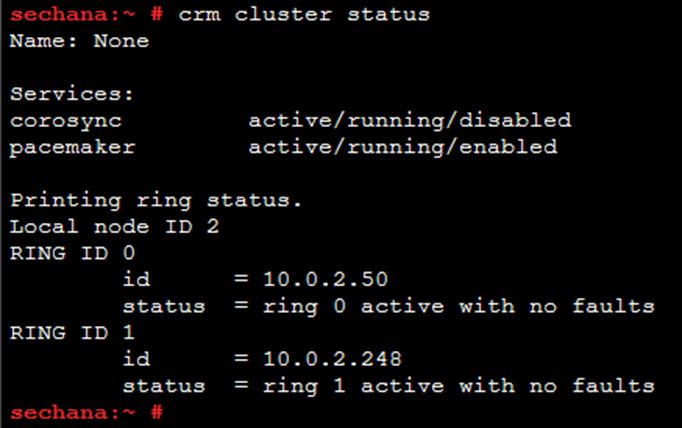 sechana:~ # crm cluster status
Name: None
Services:
corosync active/running/disabled
pacemaker active/running/enabled
Printing ring status.
Local node ID 2
RING ID 0
id = 10.0.2.50
status = ring 0 active with no faults
RING ID 1
id = 10.0.2.248
status = ring 1 active with no faults
sechana:~ #